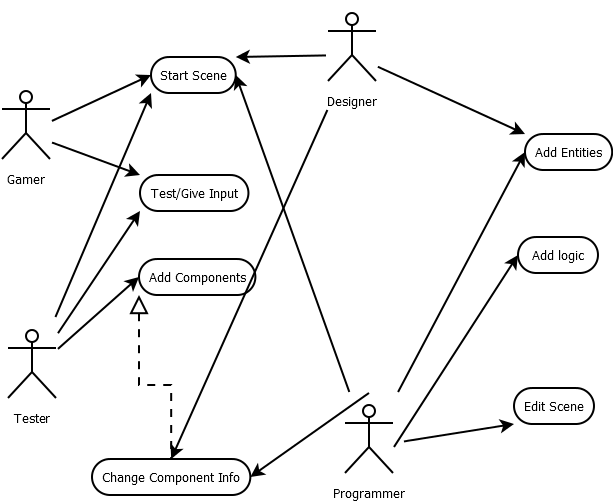 Start Scene
Designer
Add Entities
Gamer
Test/Give Input
Add logic
Add Components
Edit Scene
Tester
Change Component Info
Programmer